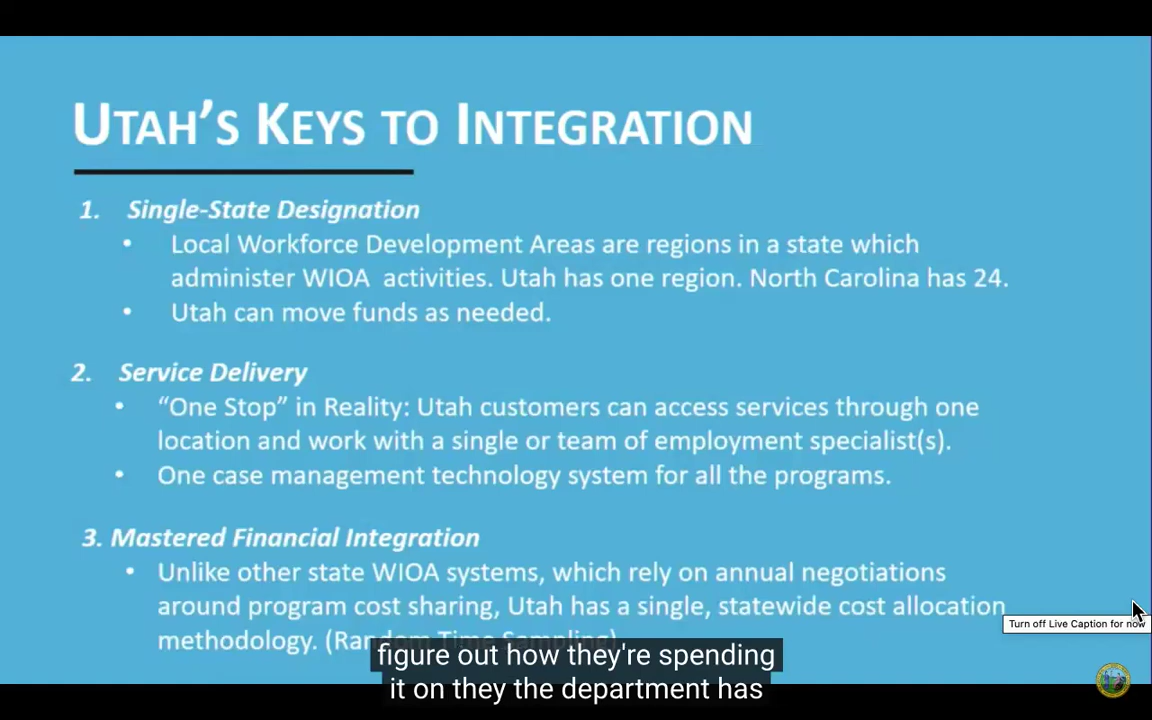 UTAH'S KEYS TO INTEGRATION
1. Single-State Designation
• Local Workforce Development Areas are regions in a state which
administer WIOA activities. Utah has one region. North Carolina has 24.
• Utah can move funds as needed.
2. Service Delivery
• “One Stop” in Reality: Utah customers can access services through one
location and work with a single or team of employment specialist(s).
• One case management technology system for all the programs.
3. Mastered Financial Integration
• Unlike other state WIOA systems, which rely on annual negotiations
around program cost sharing, Utah has a single, statewide cost allocation
Turn off Live Caption for now
methodology. (Random Time Sampling)
figure out how they're spending
it on they the department has